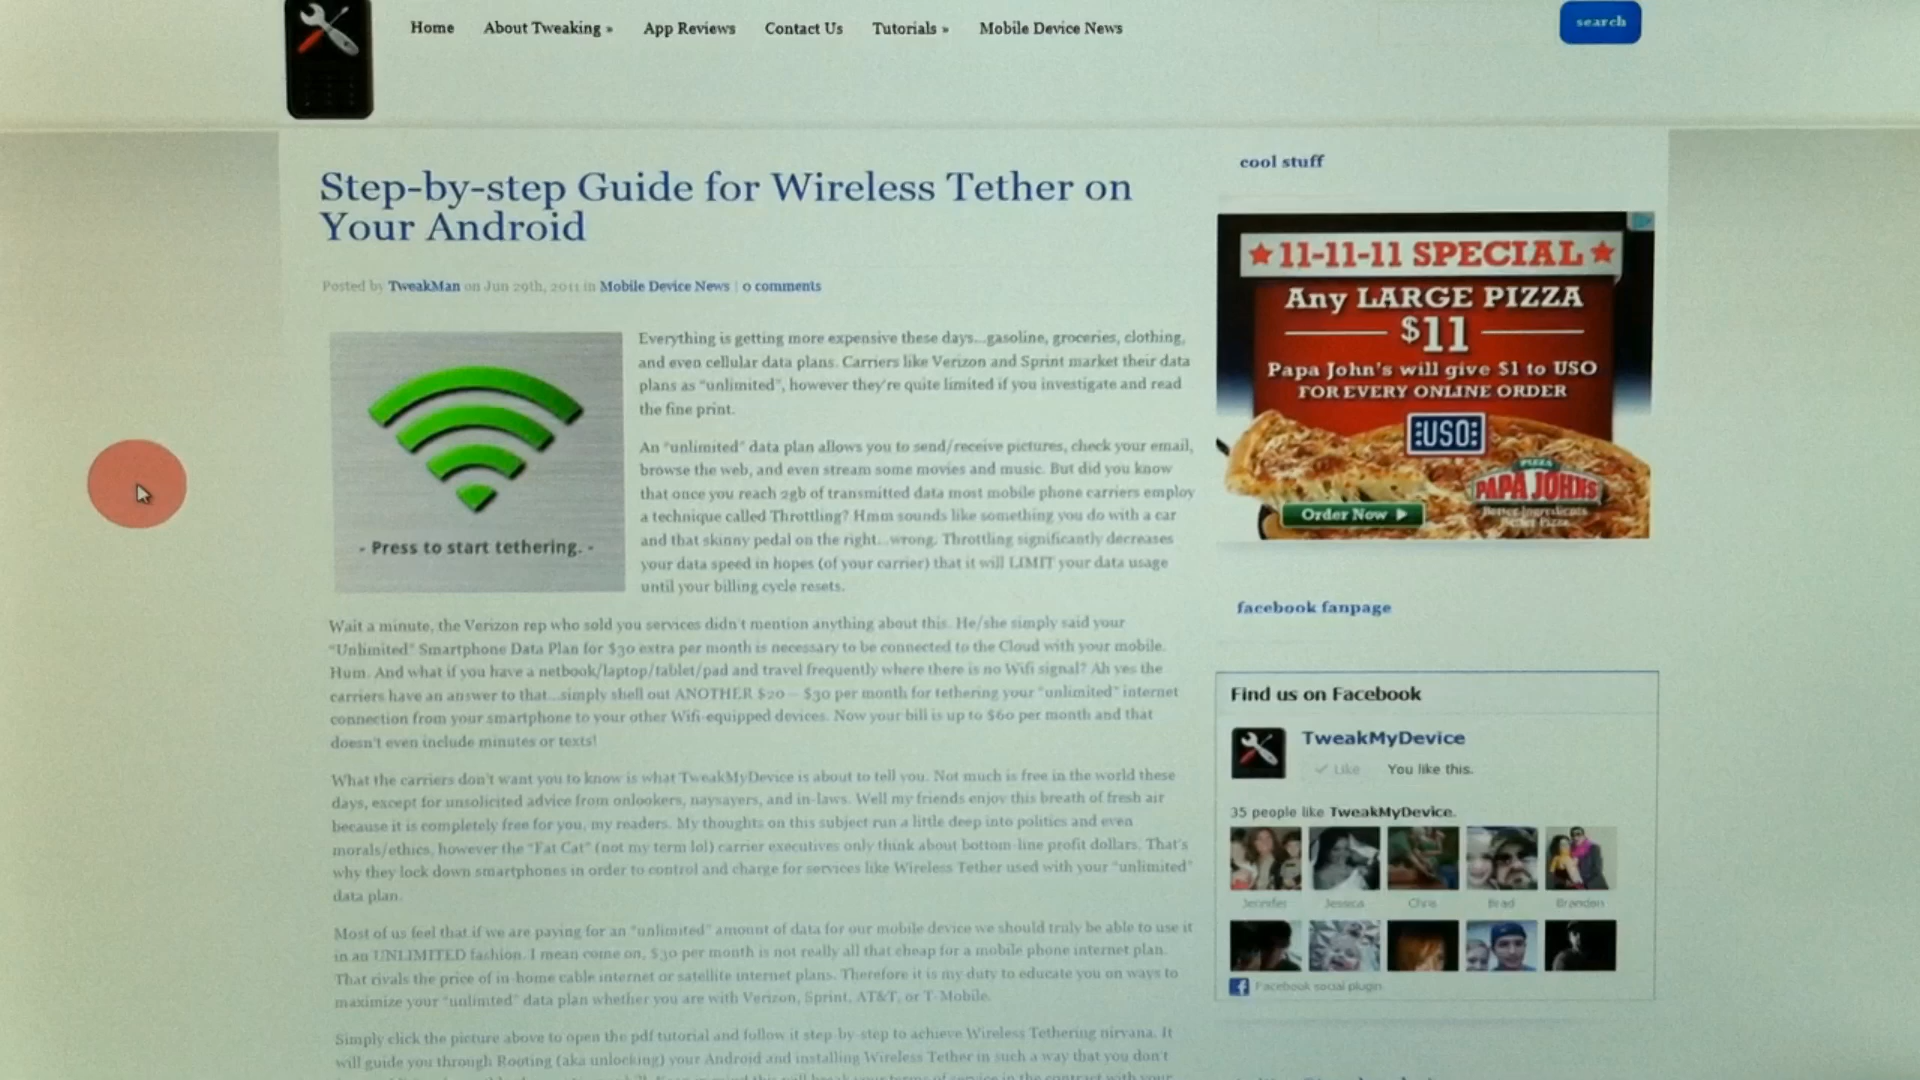 Home About Tweaking » App Reviews Contact Us Tutorials » Mobile Device News
search
Step-by-step Guide for Wireless Tether on
Your Android
Posted by TweakMan on Jun 29th, 2011 in Mobile Device News | 0 comments
- Press to start tethering. -
Everything is getting more expensive these days...gasoline, groceries, clothing,
and even cellular data plans. Carriers like Verizon and Sprint market their data
plans as "unlimited", however they're quite limited if you investigate and read
the fine print.
An "unlimited" data plan allows you to send/receive pictures, check your email,
browse the web, and even stream some movies and music. But did you know
that once you reach 2gb of transmitted data most mobile phone carriers employ
a technique called Throttling? Hmm sounds like something you do with a car
and that skinny pedal on the right...wrong. Throttling significantly decreases
your data speed in hopes (of your carrier) that it will LIMIT your data usage
until your billing cycle resets.
Wait a minute, the Verizon rep who sold you services didn't mention anything about this. He/she simply said your
"Unlimited" Smartphone Data Plan for $30 extra per month is necessary to be connected to the Cloud with your mobile.
Hum. And what if you have a netbook/laptop/tablet/pad and travel frequently where there is no Wifi signal? Ah yes the
carriers have an answer to that...simply shell out ANOTHER $20 – $30 per month for tethering your "unlimited" internet
connection from your smartphone to your other Wifi-equipped devices. Now your bill is up to $60 per month and that
doesn't even include minutes or texts!
What the carriers don't want you to know is what TweakMyDevice is about to tell you. Not much is free in the world these
days, except for unsolicited advice from onlookers, naysayers, and in-laws. Well my friends enjoy this breath of fresh air
because it is completely free for you, my readers. My thoughts on this subject run a little deep into politics and even
morals/ethics, however the "Fat Cat" (not my term lol) carrier executives only think about bottom-line profit dollars. That's
why they lock down smartphones in order to control and charge for services like Wireless Tether used with your "unlimited"
data plan.
Most of us feel that if we are paying for an "unlimited" amount of data for our mobile device we should truly be able to use it
in an UNLIMITED fashion. I mean come on, $30 per month is not really all that cheap for a mobile phone internet plan.
That rivals the price of in-home cable internet or satellite internet plans. Therefore it is my duty to educate you on ways to
maximize your "unlimted" data plan whether you are with Verizon, Sprint, AT&T, or T-Mobile.
Simply click the picture above to open the pdf tutorial and follow it step-by-step to achieve Wireless Tethering nirvana. It
will guide you through Rooting (aka unlocking) your Android and installing Wireless Tether in such a way that you don't
cool stuff
11-11-11 SPECIAL
Any LARGE PIZZA
$11
Papa John's will give $1 to USO
FOR EVERY ONLINE ORDER
USO
PIZZA
PAPA JOHNS
Better Ingredients.
Better Pizza.
Order Now
facebook fanpage
Find us on Facebook
TweakMyDevice
Like You like this.
35 people like TweakMyDevice.
Jennifer Jessica Chris Brad Brandon
Facebook social plugin